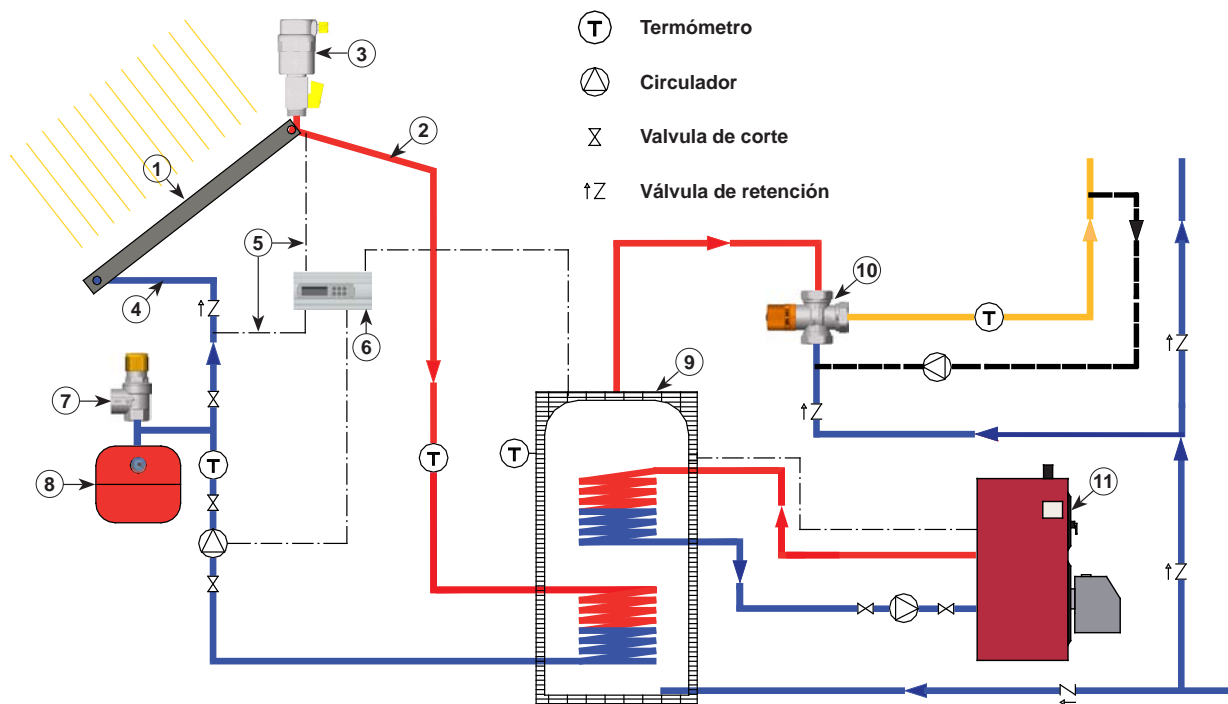 T Termómetro
Circulador
Valvula de corte
Z Válvula de retención
3
2
1
5
4
Z
6
10
T
Z
7
9
Z
T
T
T
8
11
Z
Z